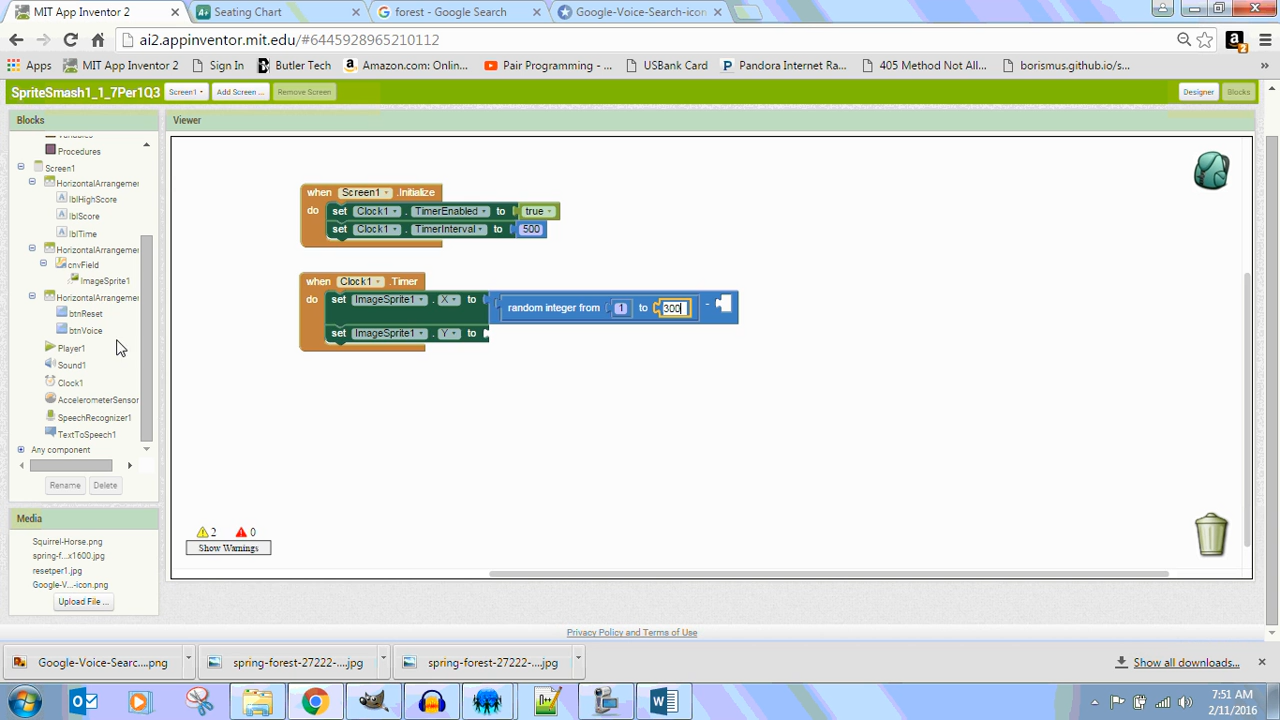 MIT App Inventor 2
Seating Chart
forest - Google Search
Google-Voice-Search-icon
ai2.appinventor.mit.edu/#6445928965210112
Apps
MIT App Inventor 2
Sign In
Butler Tech
Amazon.com: Onli...
Pair Programming - ...
USBank Card
Pandora Internet Ra...
405 Method Not All...
borismus.github.io/s...
SpriteSmash1_1_7Per1Q3
Screen1
Add Screen ...
Remove Screen
Designer
Blocks
Blocks
Viewer
Procedures
Screen1
HorizontalArrangemer
lblHighScore
lblScore
lblTime
HorizontalArrangemer
cnvField
ImageSprite1
HorizontalArrangemer
btnReset
btnVoice
Player1
Sound1
Clock1
AccelerometerSensor
SpeechRecognizer1
TextToSpeech1
Any component
Rename
Delete
when Screen1 .Initialize
do set Clock1 . TimerEnabled to true
set Clock1 . TimerInterval to 500
when Clock1 .Timer
do set ImageSprite1 . X to random integer from 1 to 300 -
set ImageSprite1 . Y to
2 0
Show Warnings
Media
Squirrel-Horse.png
spring-f...x1600.jpg
resetper1.jpg
Google-V...-icon.png
Upload File ...
Privacy Policy and Terms of Use
Google-Voice-Searc....png
spring-forest-27222-....jpg
spring-forest-27222-....jpg
Show all downloads...
7:51 AM
2/11/2016